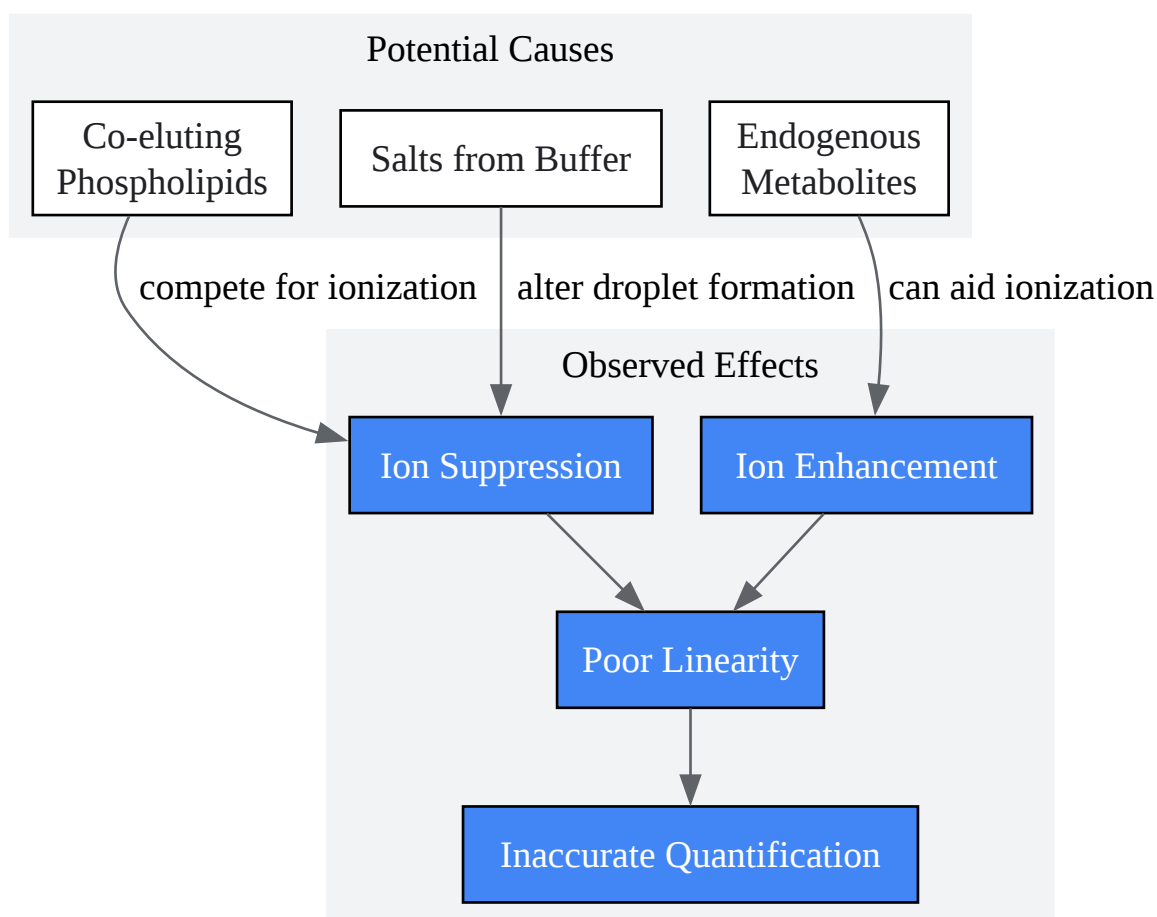 Potential Causes
Co-eluting
Phospholipids
Salts from Buffer
Endogenous
Metabolites
compete for ionization
alter droplet formation
can aid ionization
Observed Effects
Ion Suppression
Ion Enhancement
Poor Linearity
Inaccurate Quantification